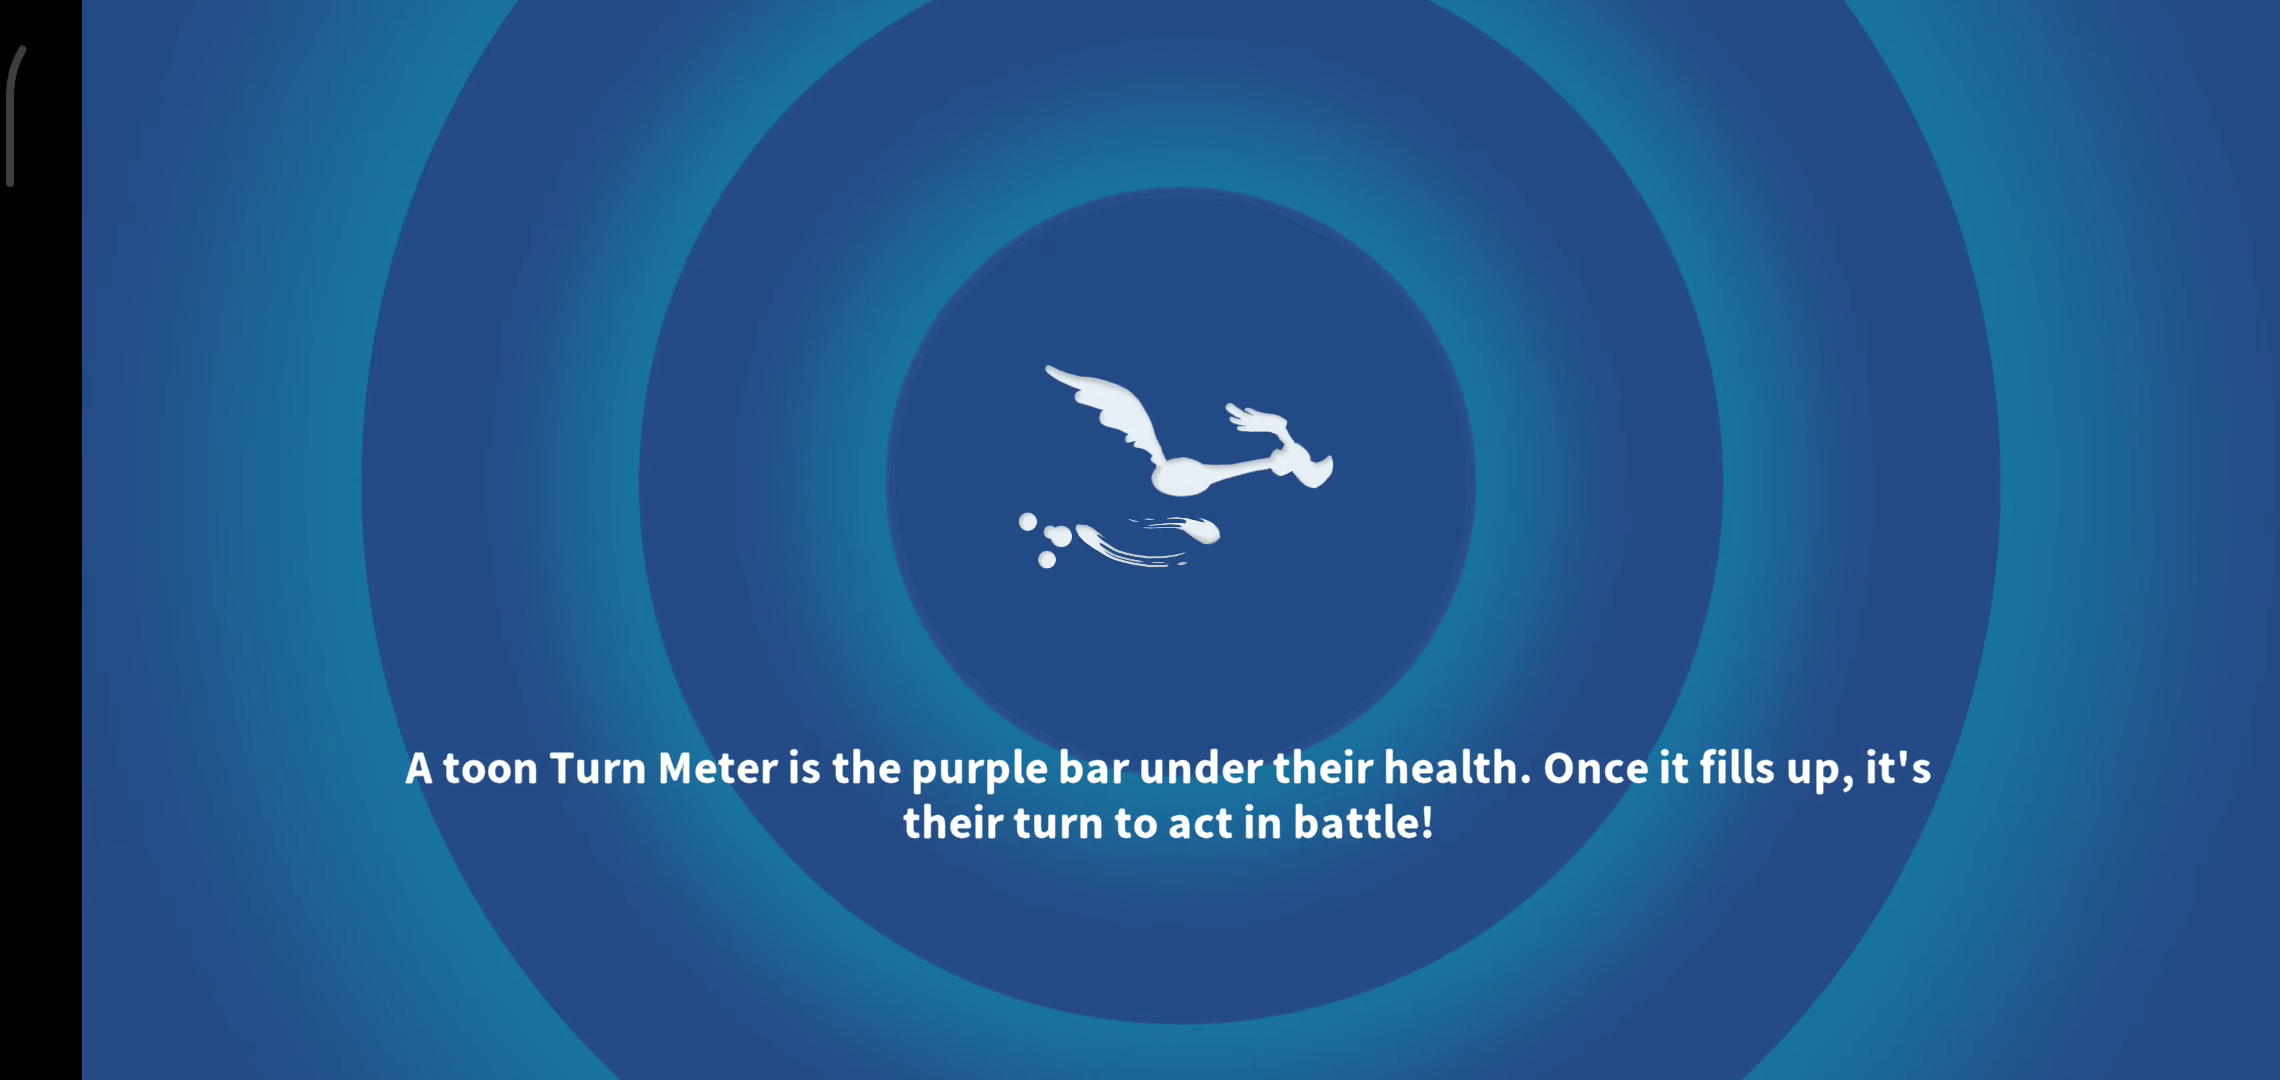 A toon Turn Meter is the purple bar under their health. Once it fills up, it's
their turn to act in battle!